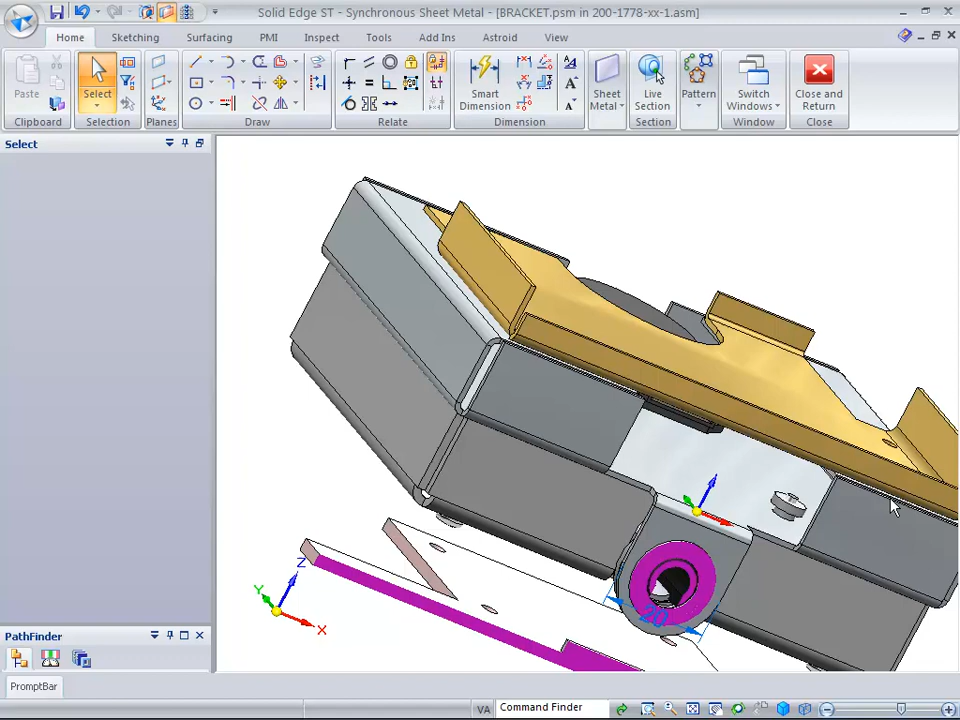 Solid Edge ST - Synchronous Sheet Metal - [BRACKET.psm in 200-1778-xx-1.asm]
Home Sketching Surfacing PMI Inspect Tools Add Ins Astroid View
Paste Select Smart Dimension Sheet Metal Live Section Pattern Switch Windows Close and Return
Clipboard Selection Planes Draw Relate Dimension Section Window Close
Select
20
Z
Y
X
PathFinder
PromptBar
VA Command Finder